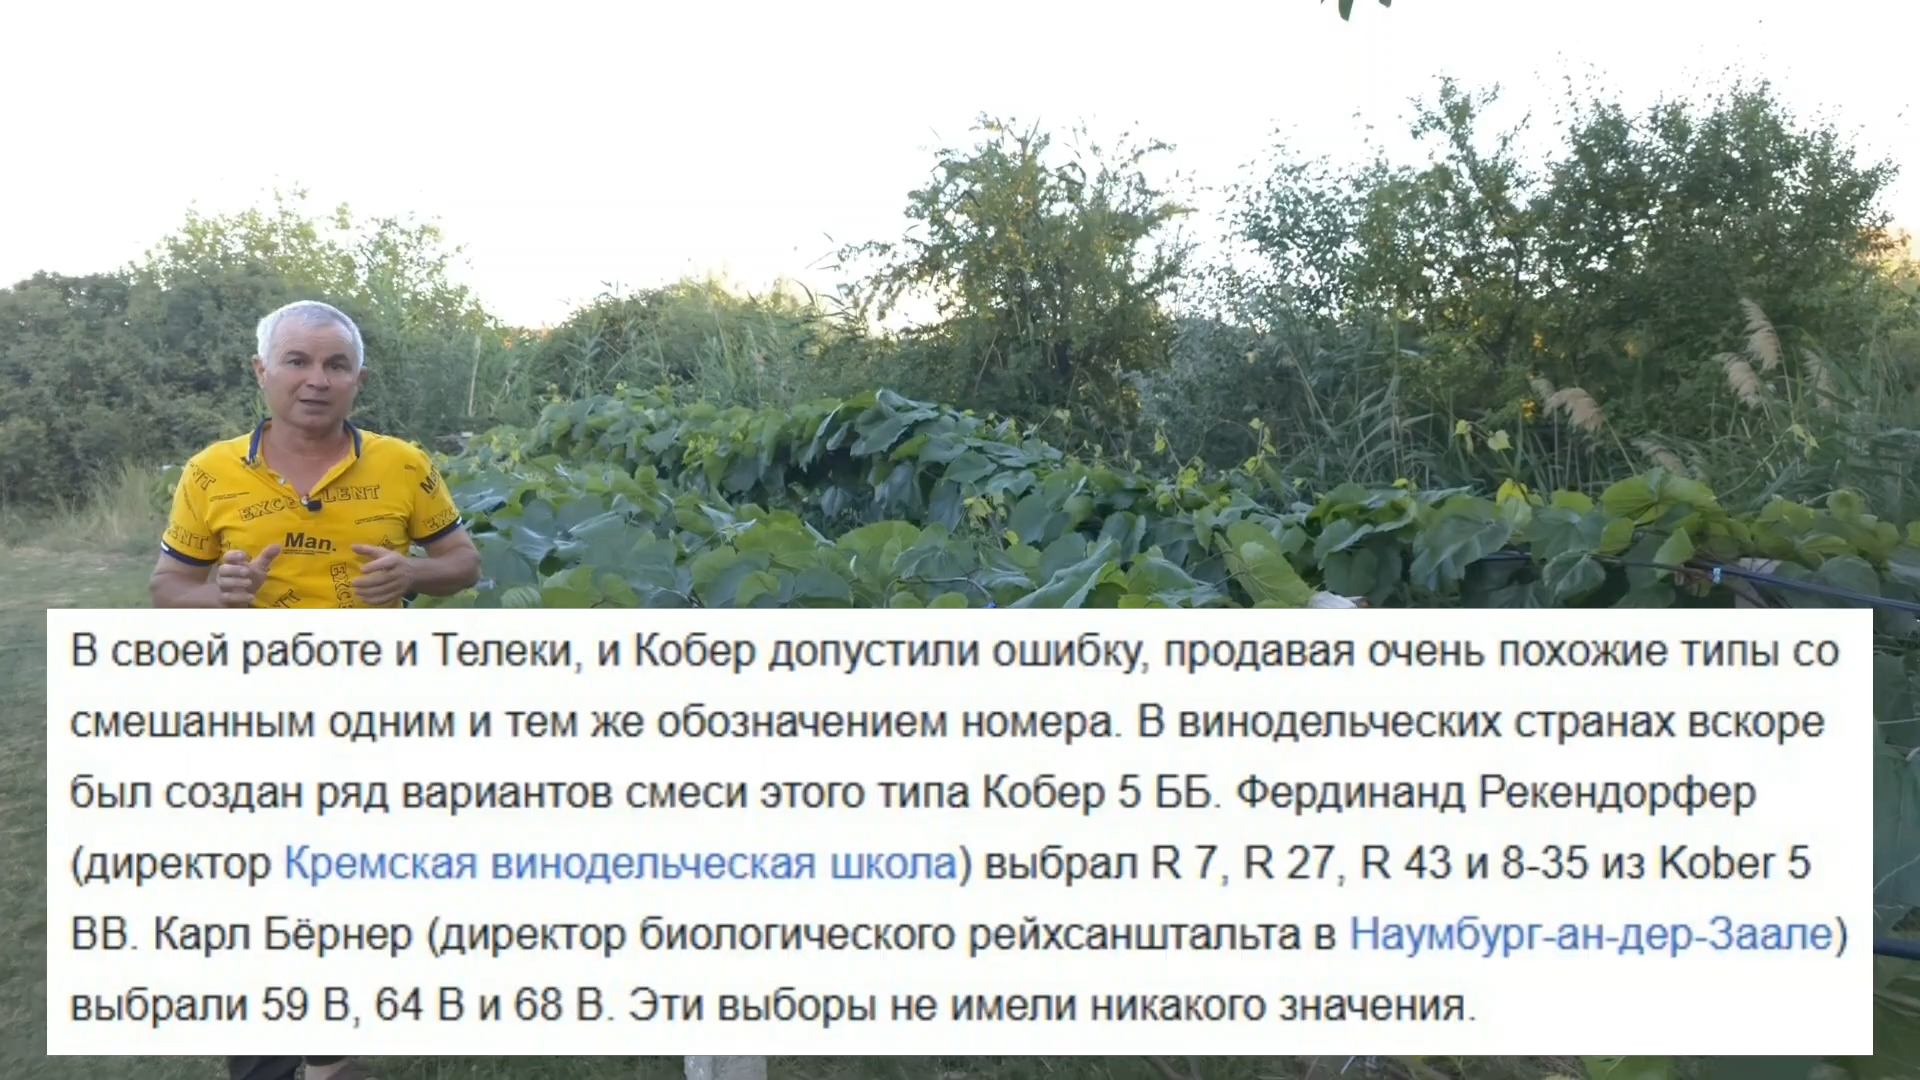 EXCELLENT
Man.
В своей работе и Телеки, и Кобер допустили ошибку, продавая очень похожие типы со
смешанным одним и тем же обозначением номера. В винодельческих странах вскоре
был создан ряд вариантов смеси этого типа Кобер 5 ББ. Фердинанд Рекендорфер
(директор Кремская винодельческая школа) выбрал R 7, R 27, R 43 и 8-35 из Kober 5
BB. Карл Бёрнер (директор биологического рейхсанштальта в Наумбург-ан-дер-Заале)
выбрали 59 B, 64 B и 68 B. Эти выборы не имели никакого значения.